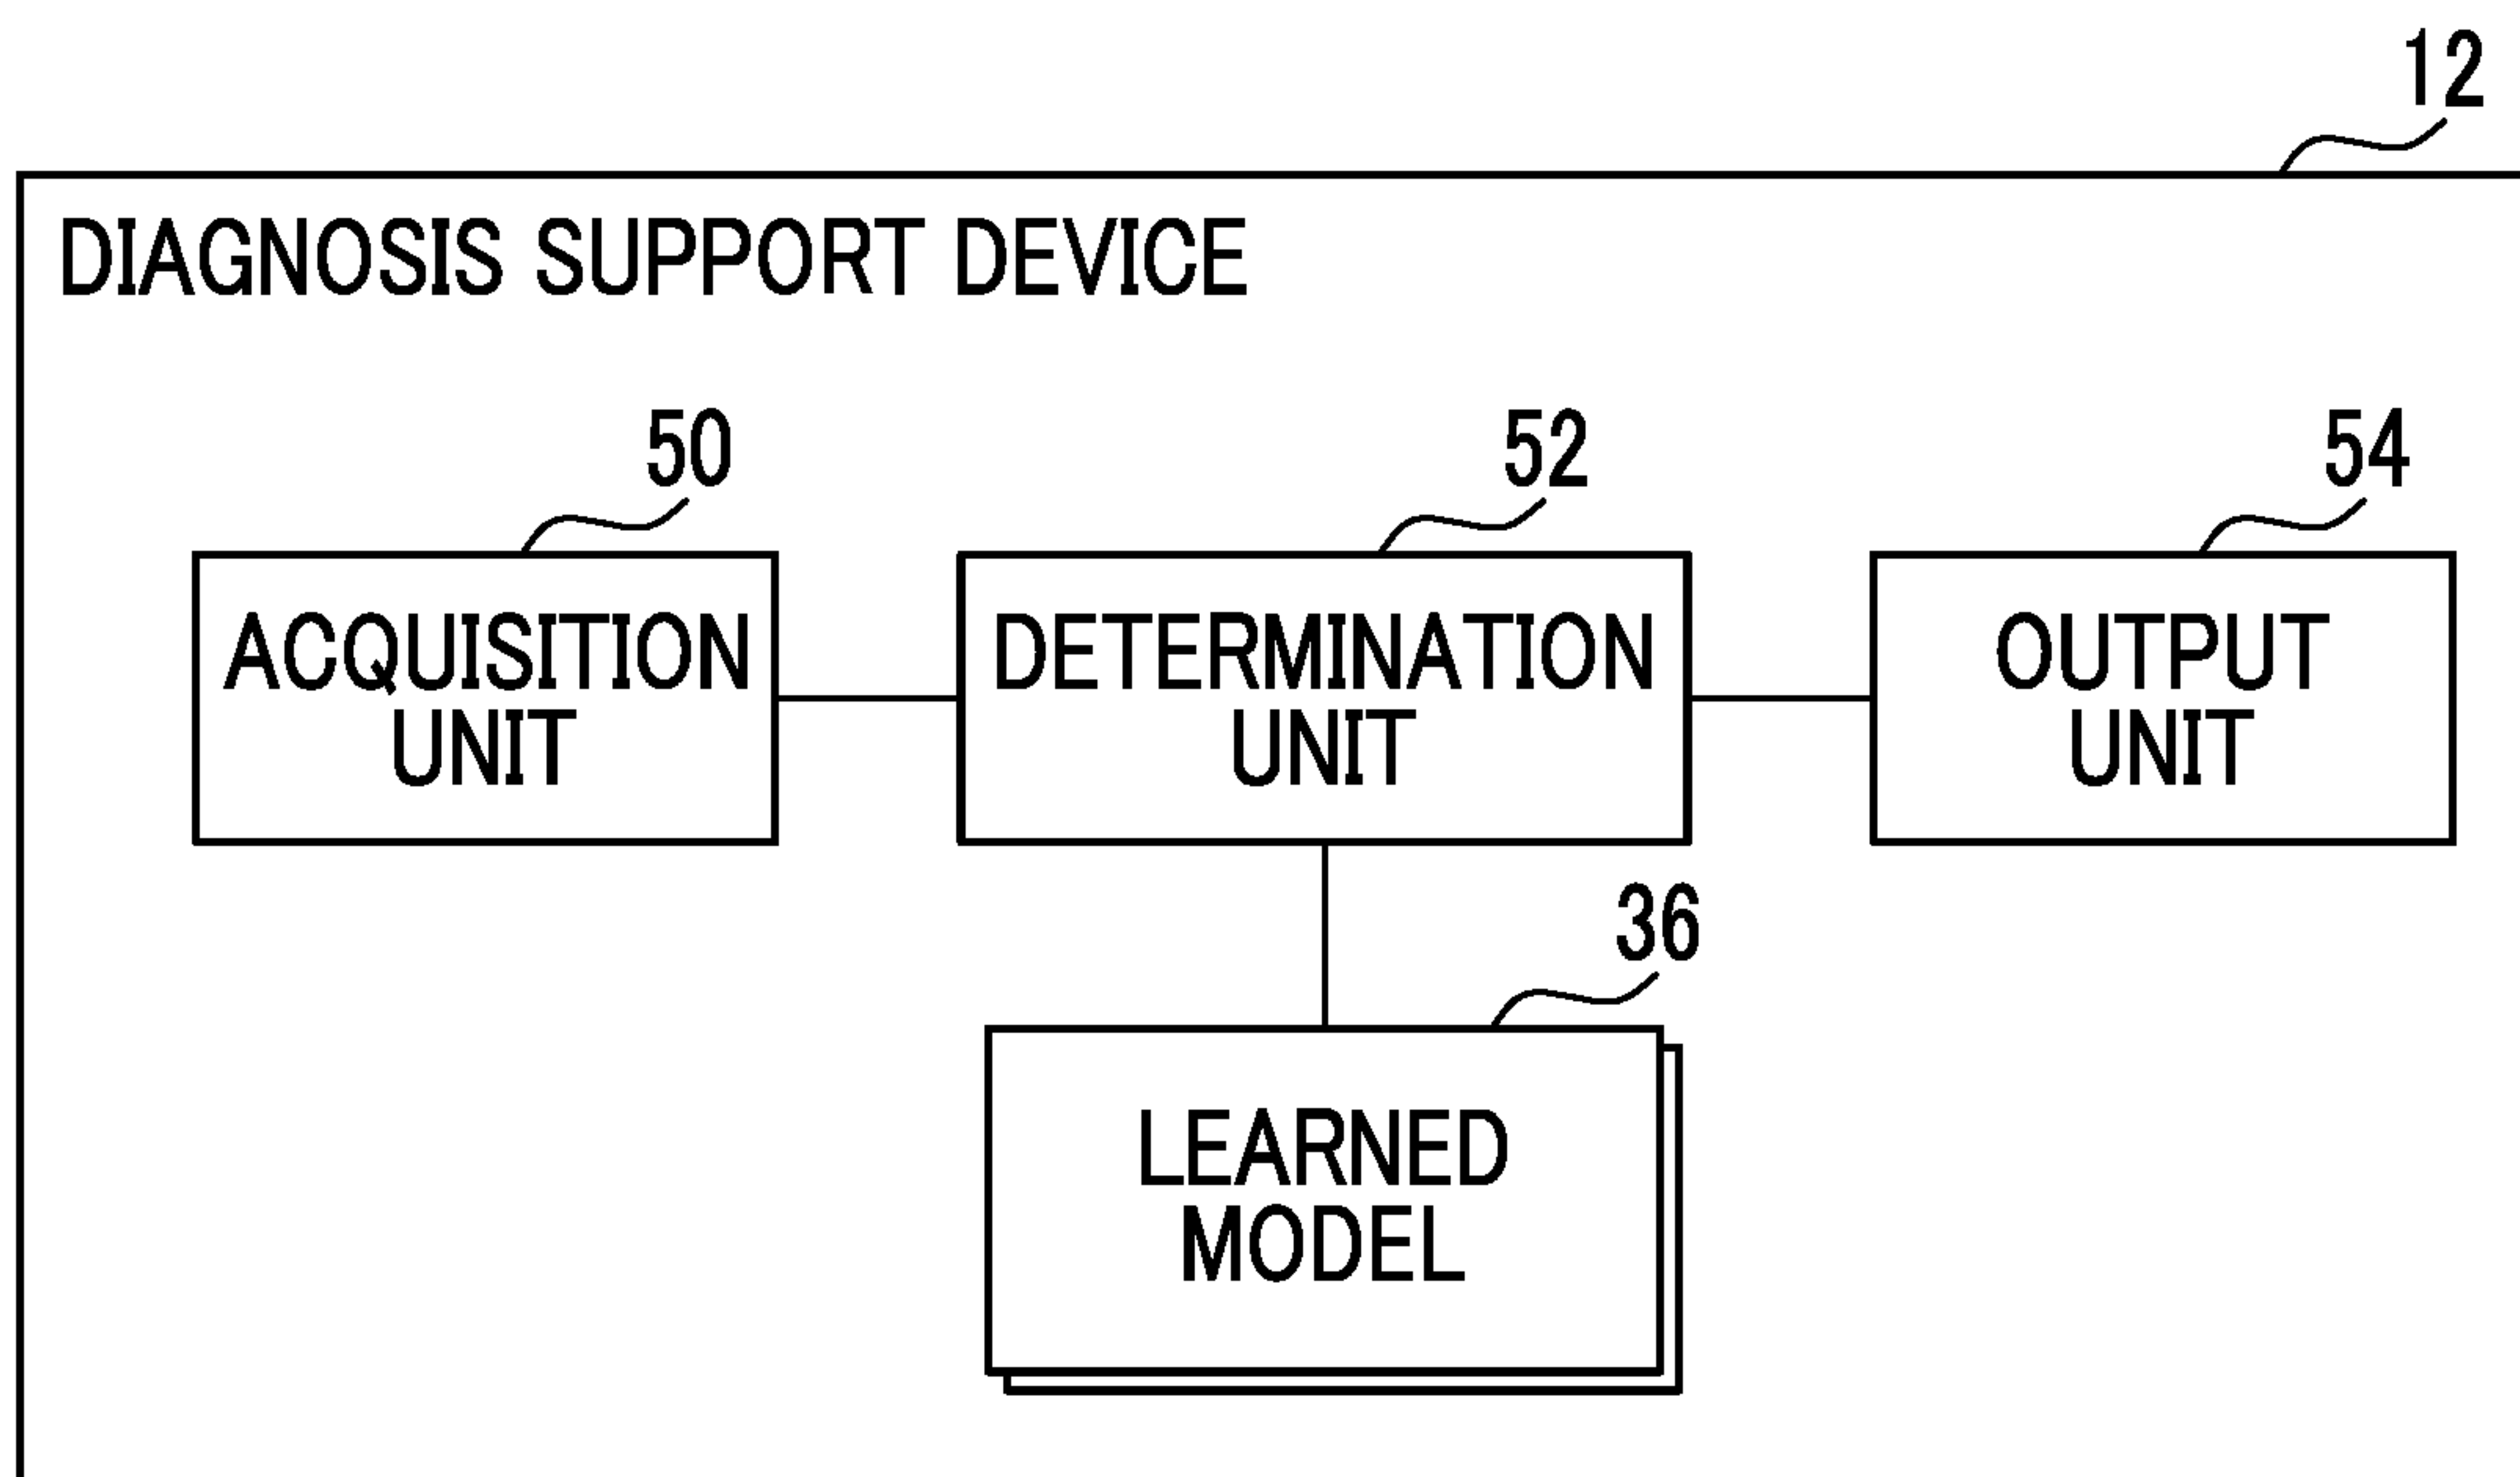 12
DIAGNOSIS SUPPORT DEVICE
50
52
54
ACQUISITION
UNIT
DETERMINATION
UNIT
OUTPUT
UNIT
36
LEARNED
MODEL